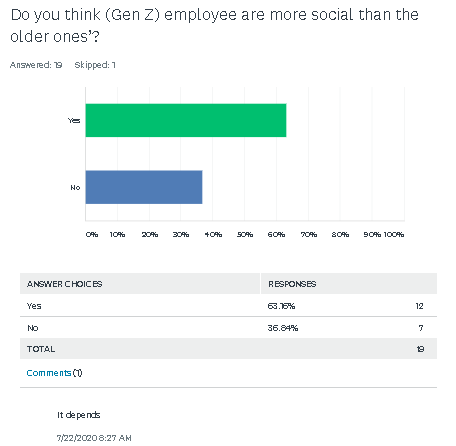 Do you think (Gen Z) employee are more social than the
older ones’?
Answered: 19 Skipped: 1
Yes
No
0% 10% 20% 30% 40% 50% 60% 70% 80% 90% 100%
ANSWER CHOICES RESPONSES
Yes 63.16% 12
No 36.84% 7
TOTAL 19
Comments (1)
It depends
7/22/2020 8:27 AM